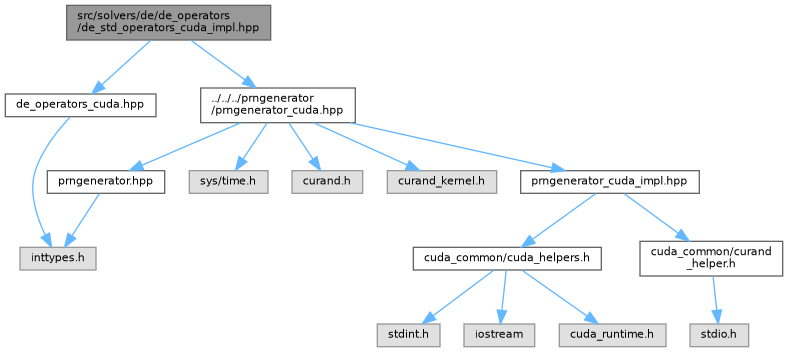 src/solvers/de/de_operators
/de_std_operators_cuda_impl.hpp
de_operators_cuda.hpp
../../../prngenerator
/prngenerator_cuda.hpp
prngenerator.hpp
sys/time.h
curand.h
curand_kernel.h
prngenerator_cuda_impl.hpp
inttypes.h
cuda_common/cuda_helpers.h
cuda_common/curand
_helper.h
stdint.h
iostream
cuda_runtime.h
stdio.h